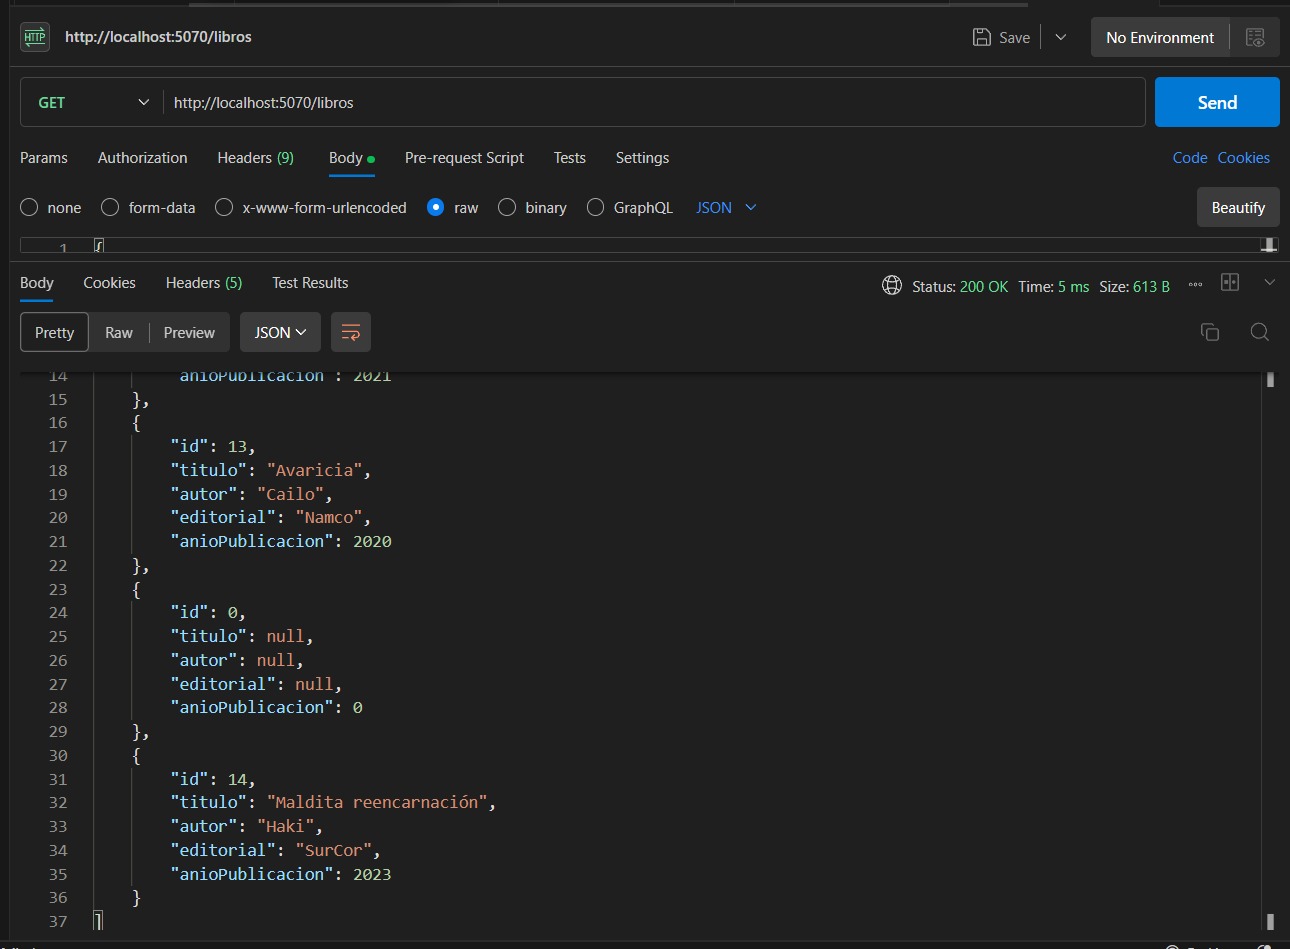 HTTP http://localhost:5070/libros Save No Environment
GET http://localhost:5070/libros Send
Params Authorization Headers (9) Body Pre-request Script Tests Settings Code Cookies
none form-data x-www-form-urlencoded raw binary GraphQL JSON Beautify
1 {
Body Cookies Headers (5) Test Results Status: 200 OK Time: 5 ms Size: 613 B
Pretty Raw Preview JSON
14 "anioPublicacion": 2021
15 },
16 {
17 "id": 13,
18 "titulo": "Avaricia",
19 "autor": "Cailo",
20 "editorial": "Namco",
21 "anioPublicacion": 2020
22 },
23 {
24 "id": 0,
25 "titulo": null,
26 "autor": null,
27 "editorial": null,
28 "anioPublicacion": 0
29 },
30 {
31 "id": 14,
32 "titulo": "Maldita reencarnación",
33 "autor": "Haki",
34 "editorial": "SurCor",
35 "anioPublicacion": 2023
36 }
37 ]